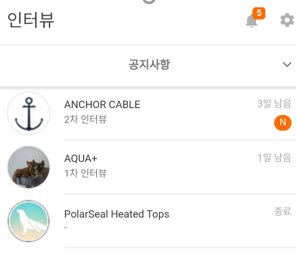 인터뷰
5
공지사항
ANCHOR CABLE
3일 남음
2차 인터뷰
N
AQUA+
1일 남음
1차 인터뷰
PolarSeal Heated Tops
종료
-